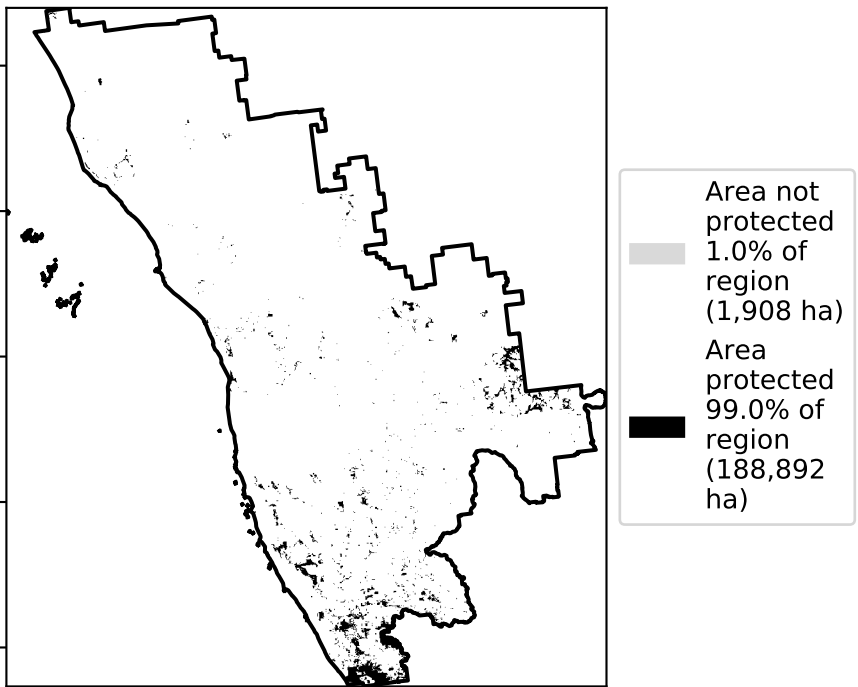 Area not
protected
1.0% of
region
(1,908 ha)
Area
protected
99.0% of
region
(188,892
ha)